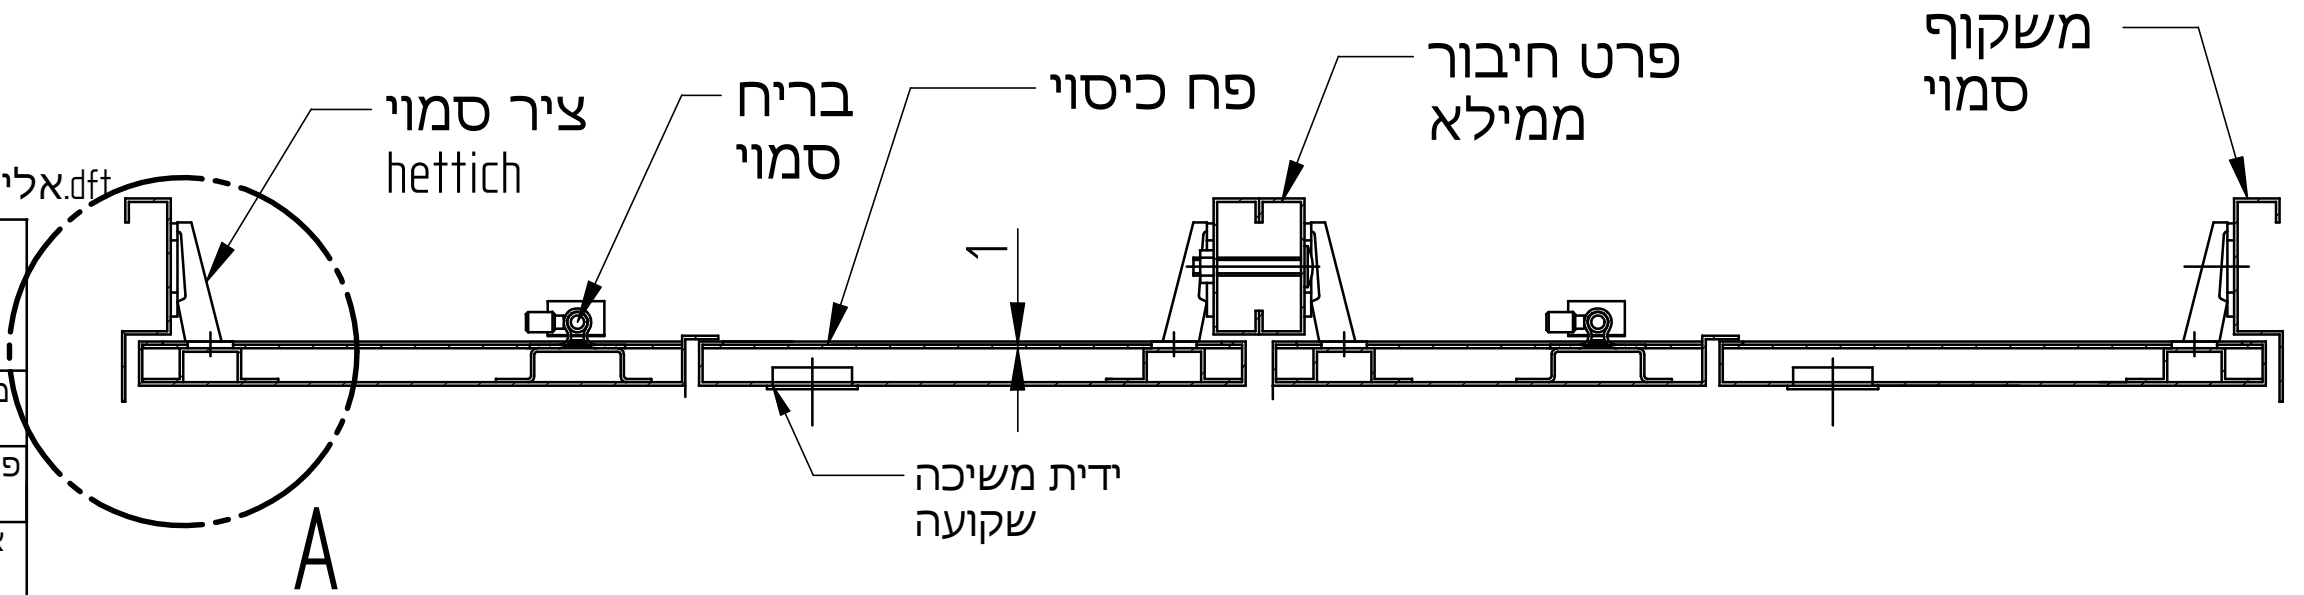 משקוף
סמוי
פרט חיבור
ממילא
פח כיסוי
בריח
סמוי
ציר סמוי
hettich
אלי.dft
1
ידית משיכה
שקועה
A